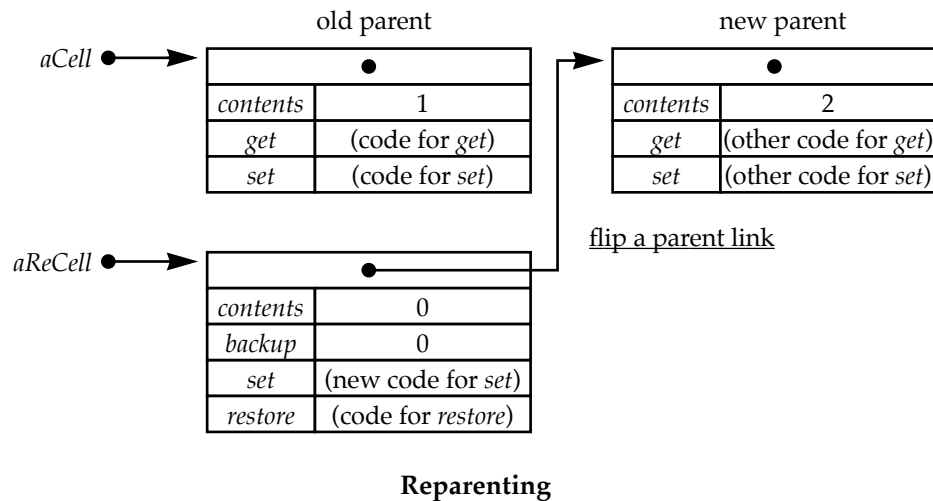 old parent
new parent
aCell
contents 1
get (code for get)
set (code for set)
contents 2
get (other code for get)
set (other code for set)
flip a parent link
aReCell
contents 0
backup 0
set (new code for set)
restore (code for restore)
Reparenting